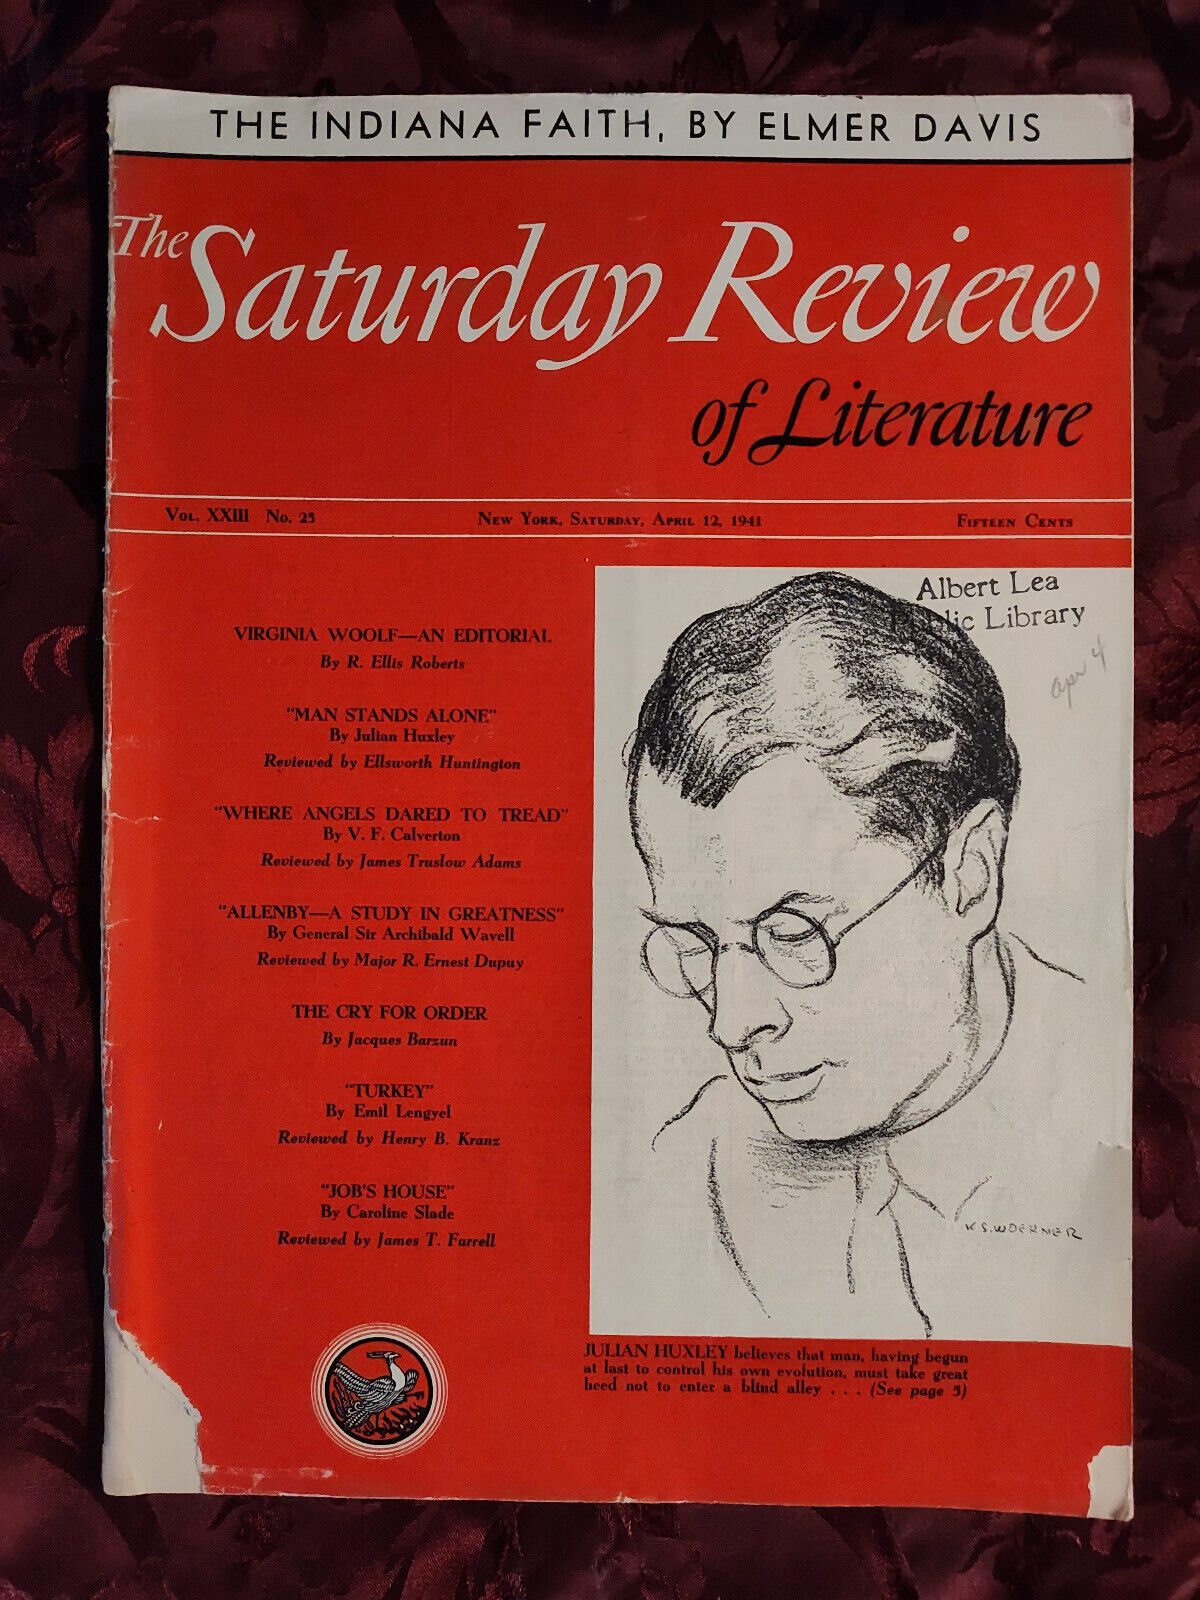 THE INDIANA FAITH, BY ELMER DAVIS
The Saturday Review
of Literature
VOL. XXIII No. 25 NEW YORK, SATURDAY, APRIL 12, 1941 FIFTEEN CENTS
VIRGINIA WOOLF—AN EDITORIAL
By R. Ellis Roberts
"MAN STANDS ALONE"
By Julian Huxley
Reviewed by Ellsworth Huntington
"WHERE ANGELS DARED TO TREAD"
By V. F. Calverton
Reviewed by James Truslow Adams
"ALLENBY—A STUDY IN GREATNESS"
By General Sir Archibald Wavell
Reviewed by Major R. Ernest Dupuy
THE CRY FOR ORDER
By Jacques Barzun
"TURKEY"
By Emil Lengyel
Reviewed by Henry B. Kranz
"JOB'S HOUSE"
By Caroline Slade
Reviewed by James T. Farrell
Albert Lea
Public Library
apr 4
K.S. WOERNER
JULIAN HUXLEY believes that man, having begun
at last to control his own evolution, must take great
heed not to enter a blind alley . . . (See page 5)